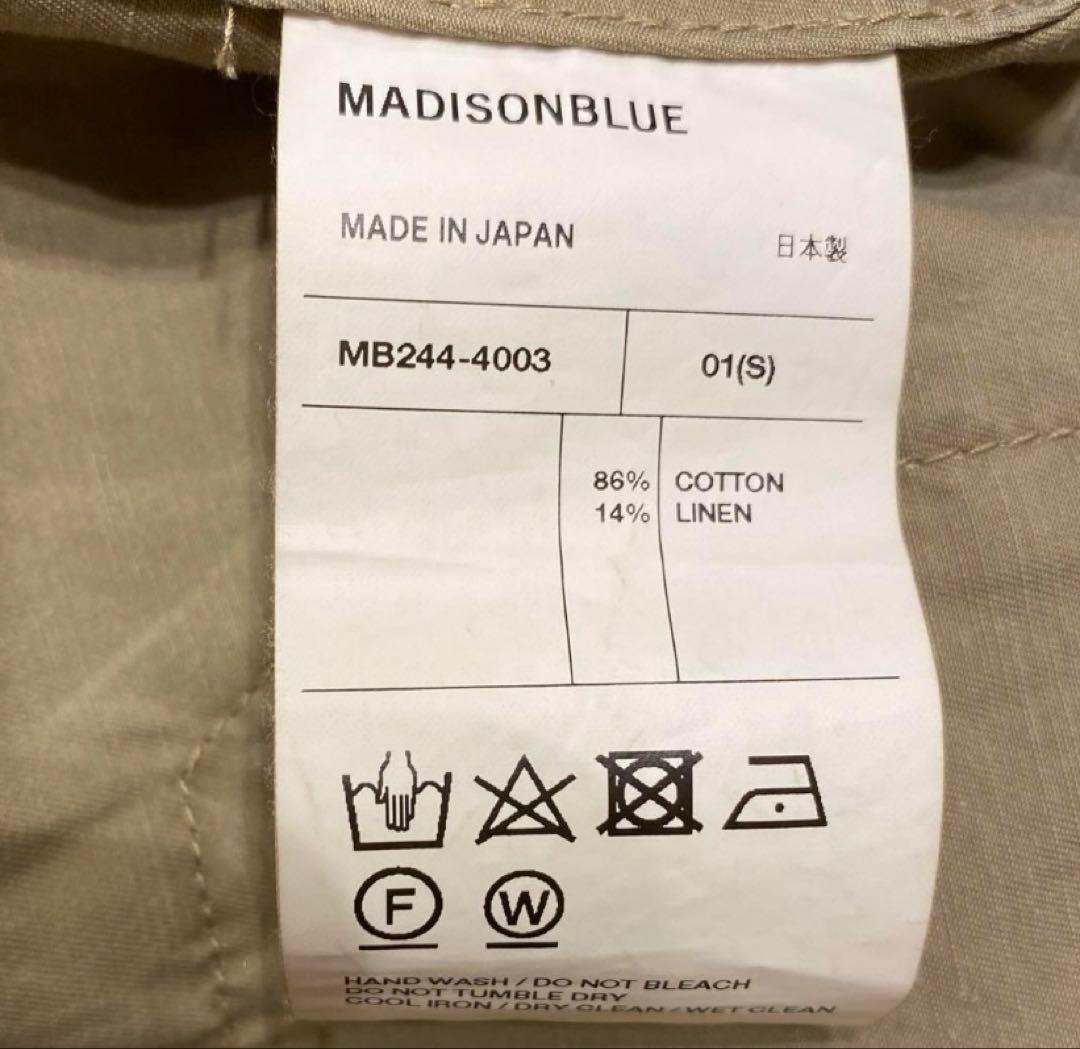 MADISONBLUE
MADE IN JAPAN 日本製
MB244-4003 01(S)
86% COTTON
14% LINEN
F W
HAND WASH / DO NOT BLEACH
DO NOT TUMBLE DRY
COOL IRON / DRY CLEAN / WET CLEAN